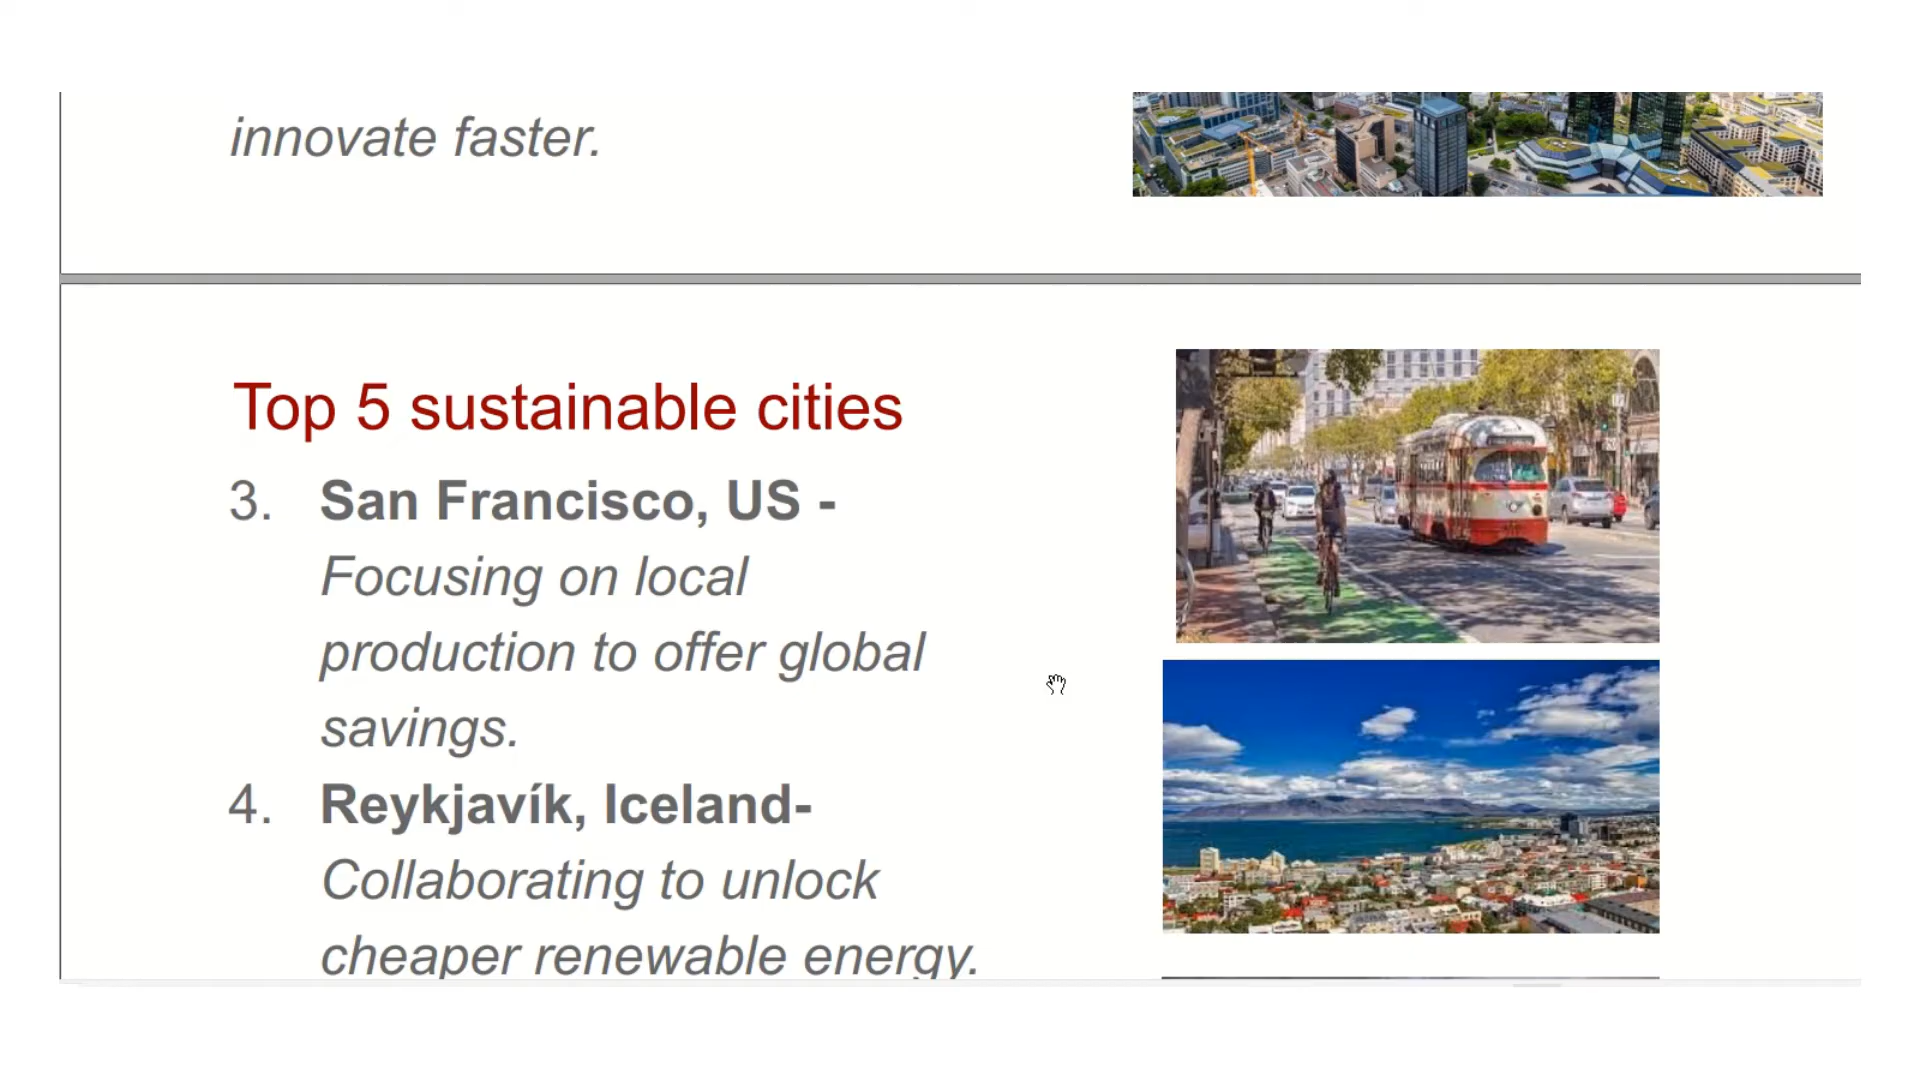 innovate faster.
Top 5 sustainable cities
3. San Francisco, US -
Focusing on local
production to offer global
savings.
4. Reykjavík, Iceland-
Collaborating to unlock
cheaper renewable energy.